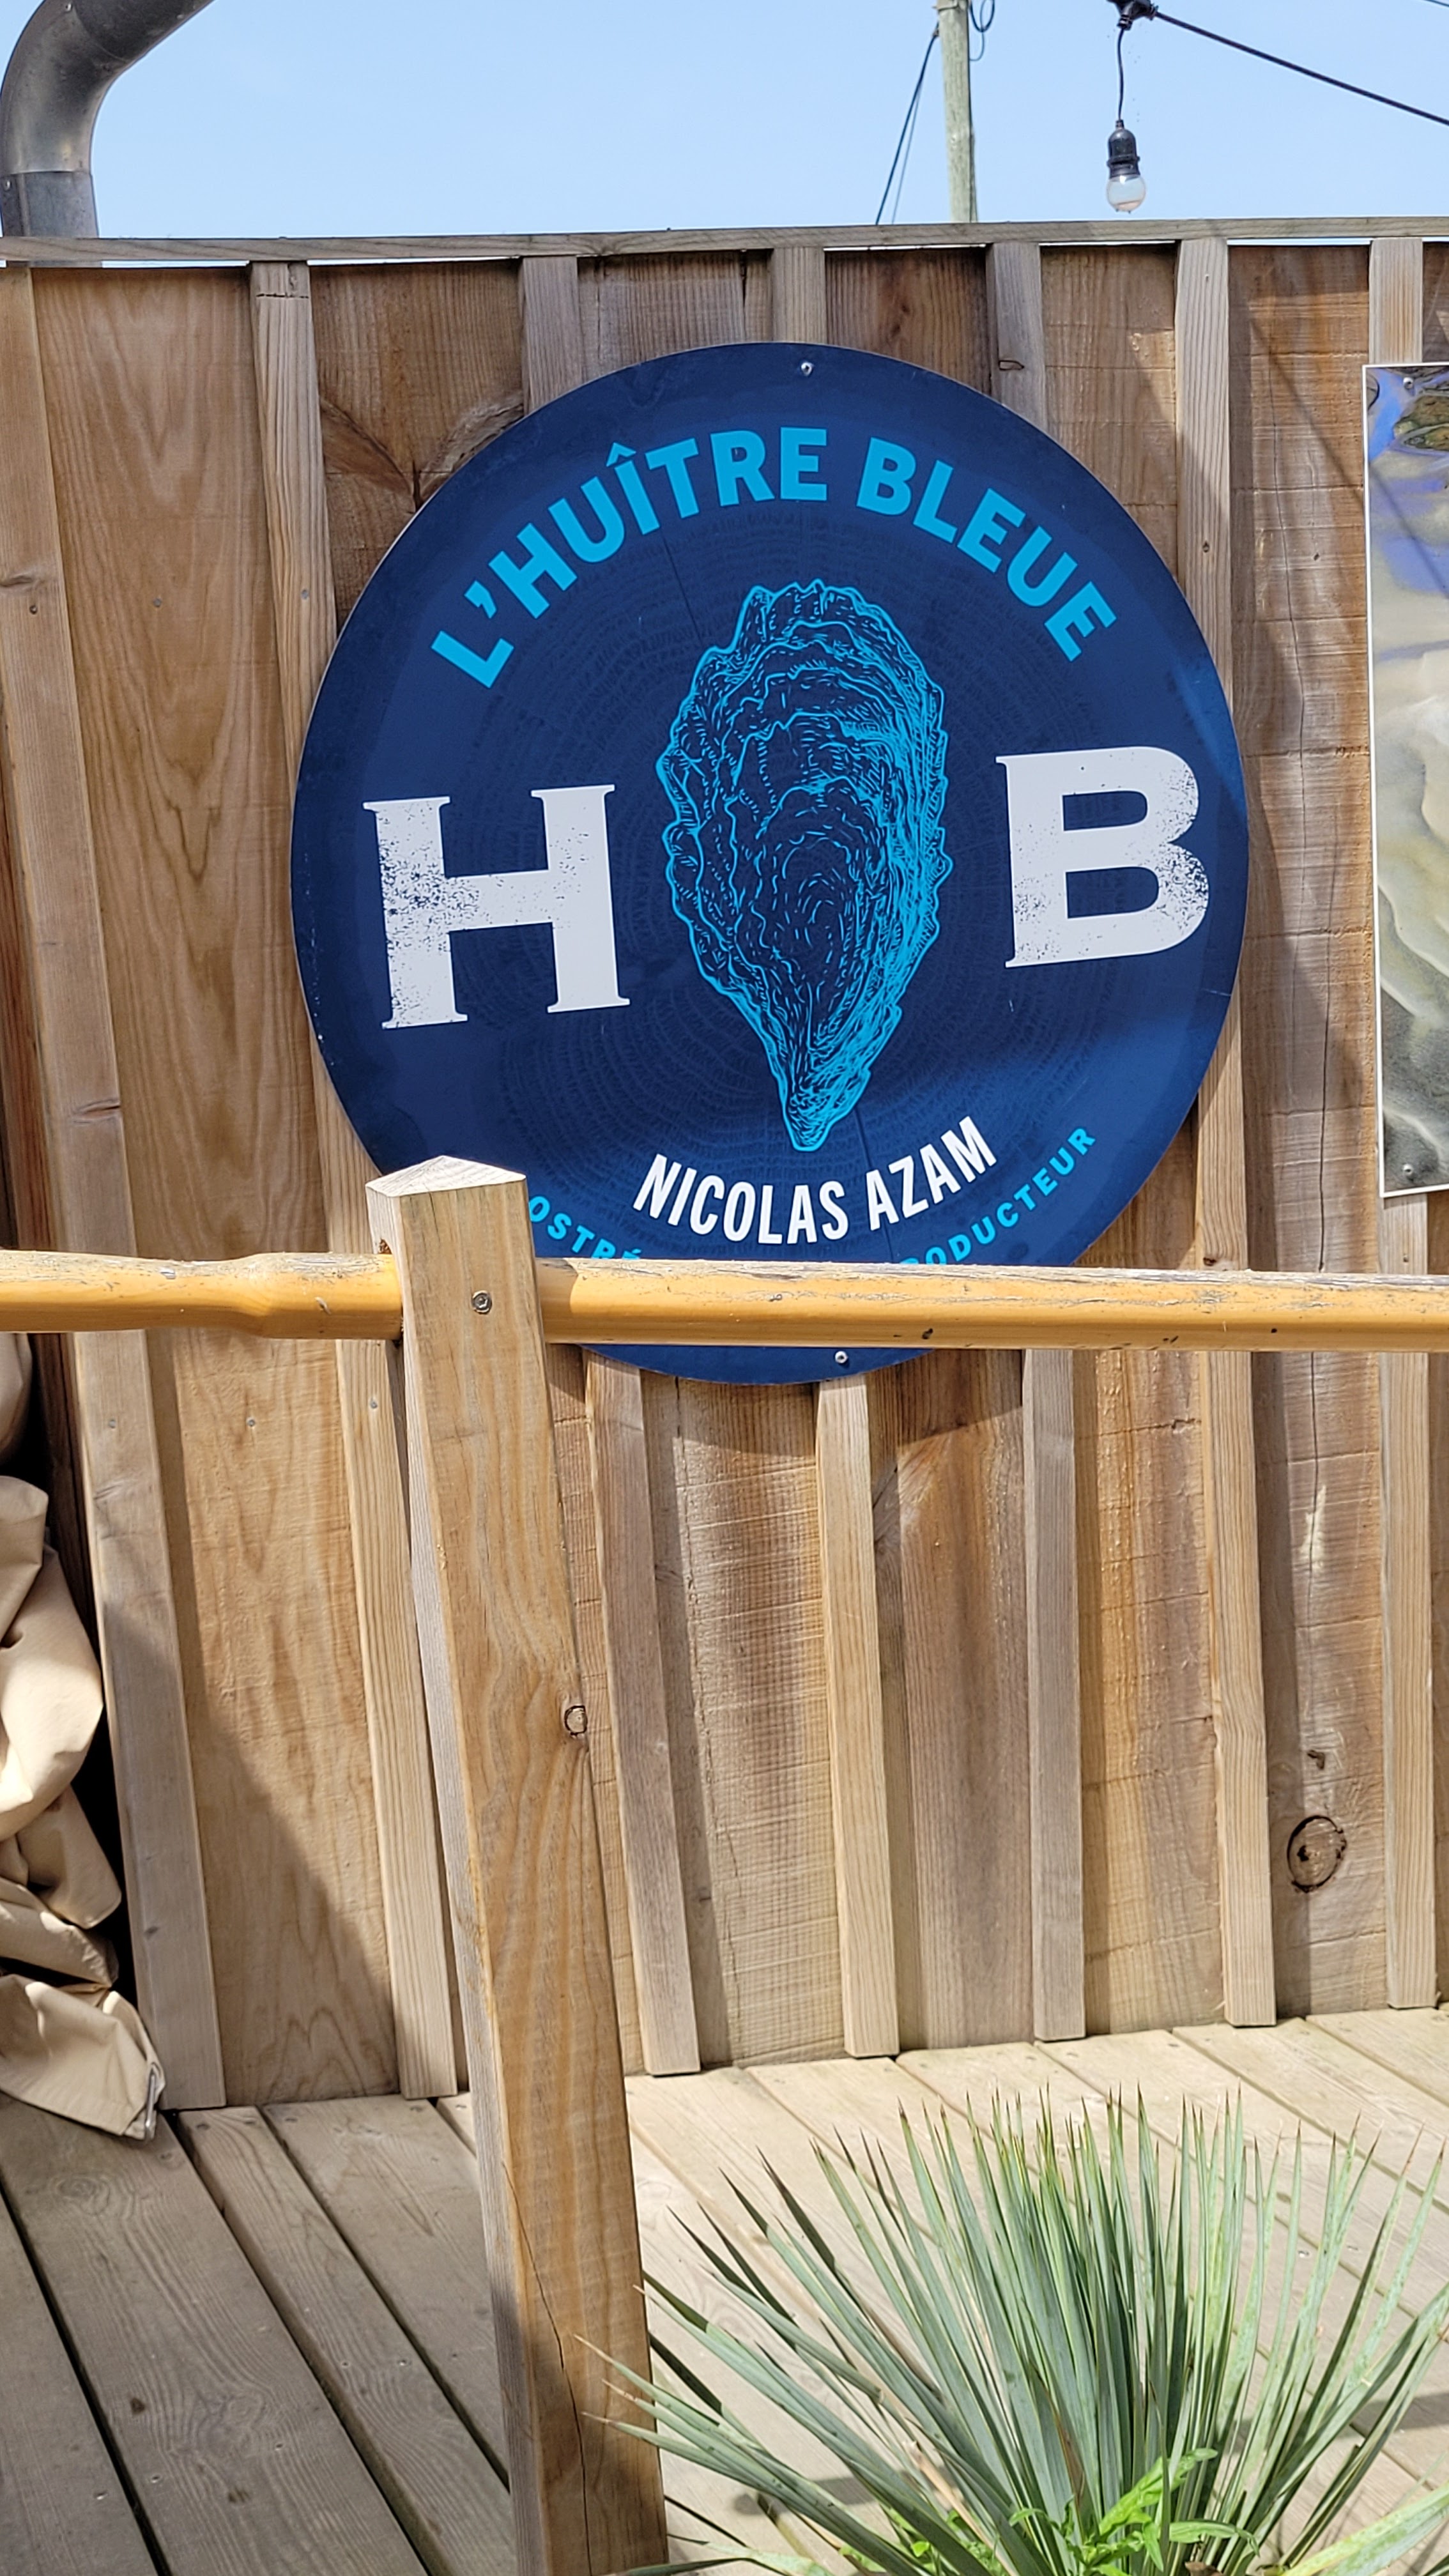 L'HUÎTRE BLEUE
H B
NICOLAS AZAM